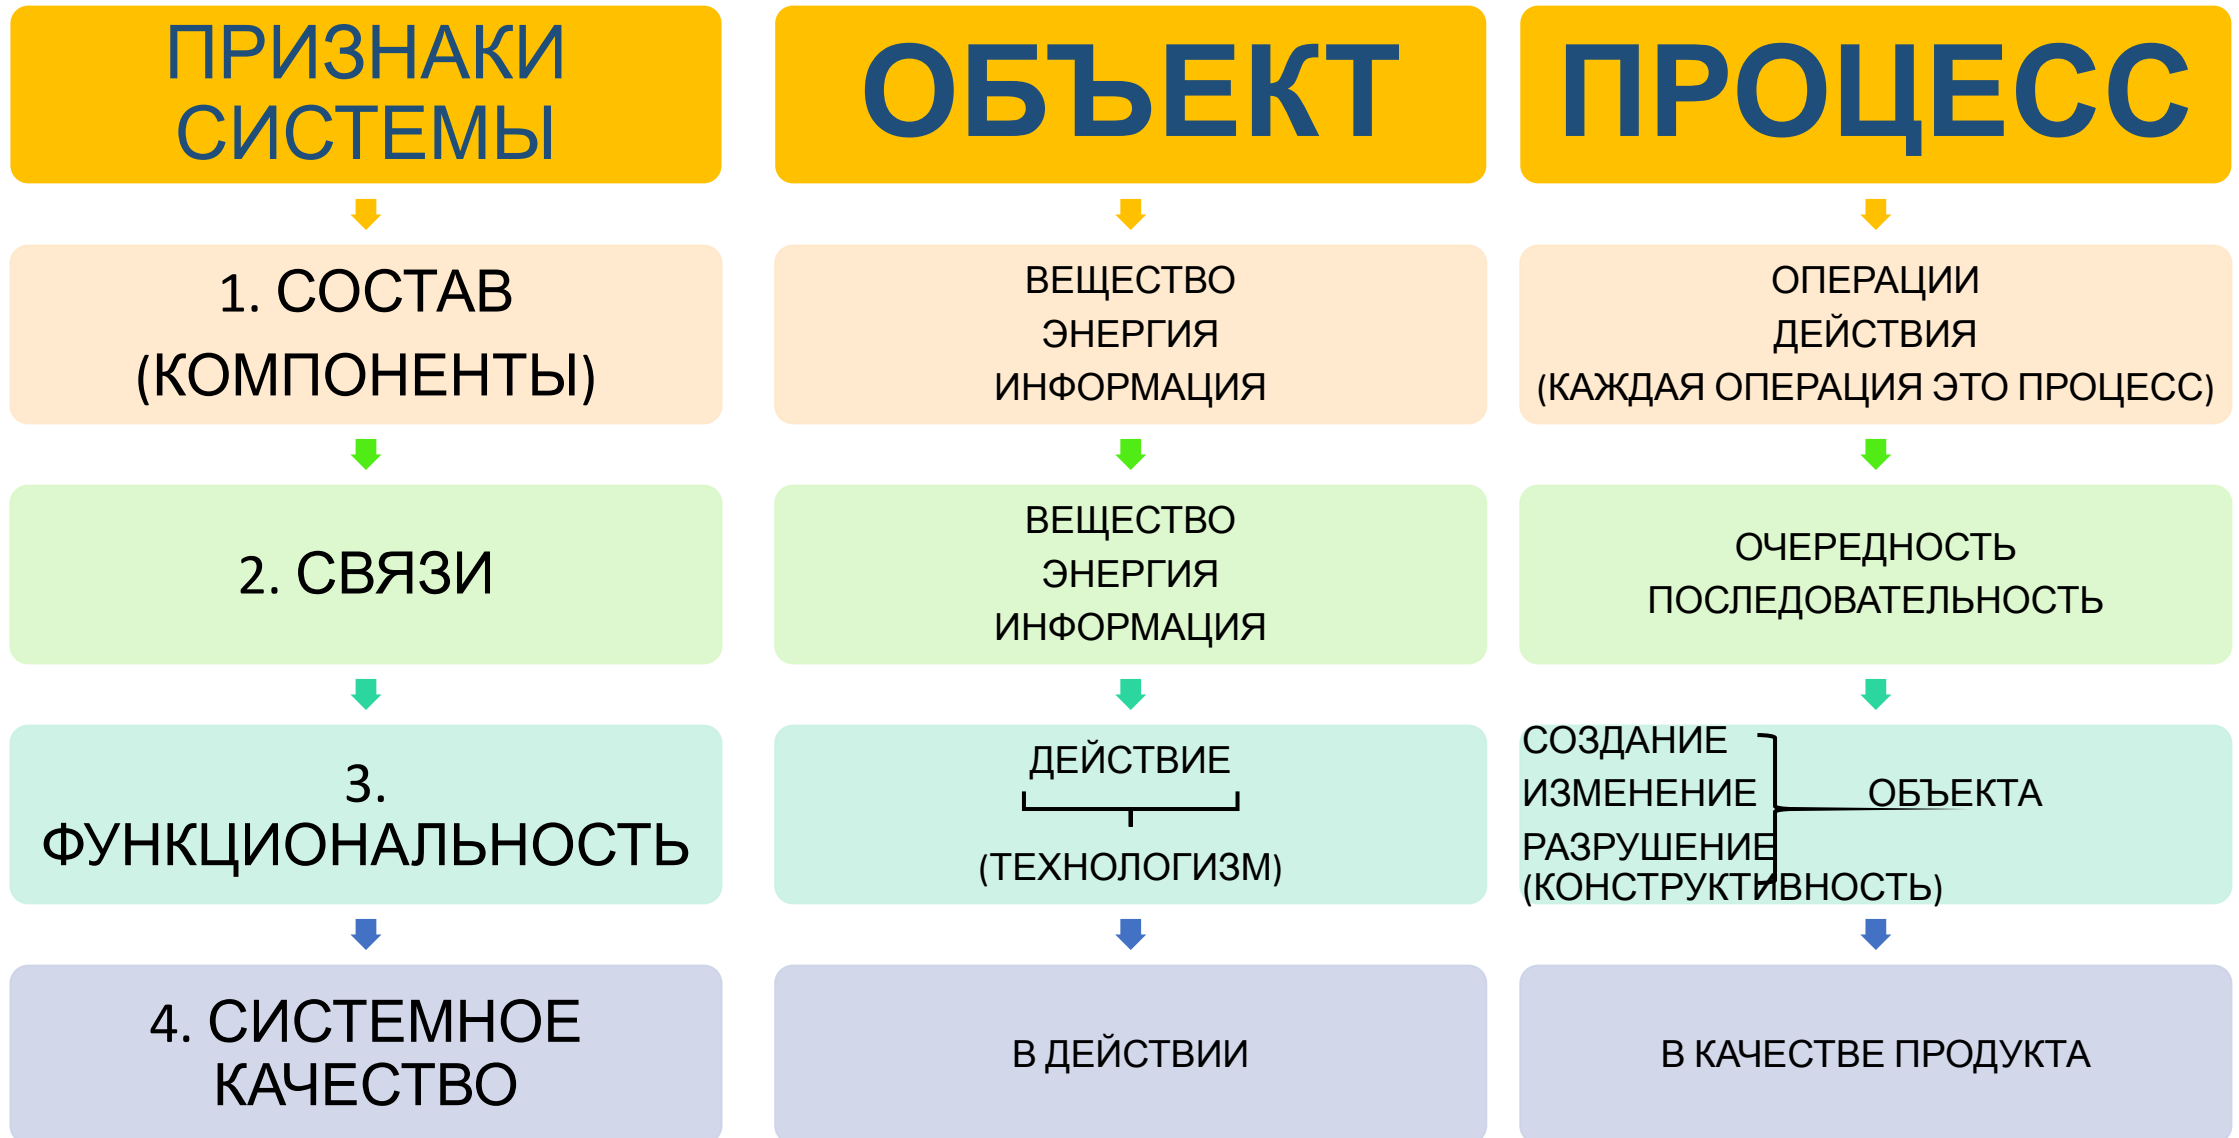 ПРИЗНАКИ
СИСТЕМЫ
1. СОСТАВ
(КОМПОНЕНТЫ)
2. СВЯЗИ
3.
ФУНКЦИОНАЛЬНОСТЬ
4. СИСТЕМНОЕ
КАЧЕСТВО
ОБЪЕКТ
ВЕЩЕСТВО
ЭНЕРГИЯ
ИНФОРМАЦИЯ
ВЕЩЕСТВО
ЭНЕРГИЯ
ИНФОРМАЦИЯ
ДЕЙСТВИЕ
(ТЕХНОЛОГИЗМ)
В ДЕЙСТВИИ
ПРОЦЕСС
ОПЕРАЦИИ
ДЕЙСТВИЯ
(КАЖДАЯ ОПЕРАЦИЯ ЭТО ПРОЦЕСС)
ОЧЕРЕДНОСТЬ
ПОСЛЕДОВАТЕЛЬНОСТЬ
СОЗДАНИЕ
ИЗМЕНЕНИЕ ОБЪЕКТА
РАЗРУШЕНИЕ
(КОНСТРУКТИВНОСТЬ)
В КАЧЕСТВЕ ПРОДУКТА